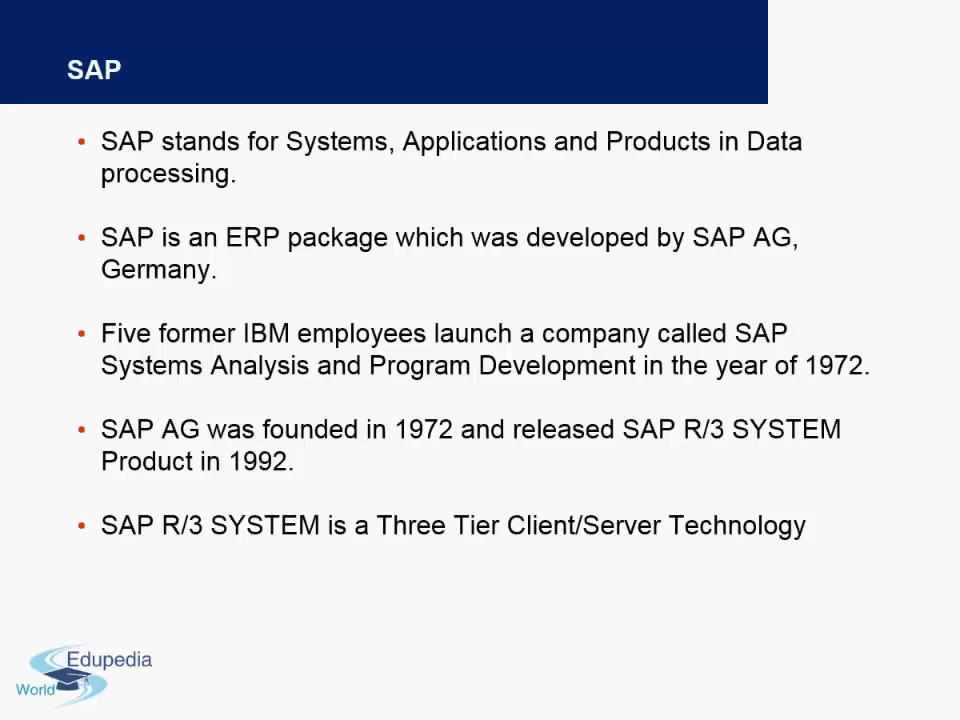 SAP
• SAP stands for Systems, Applications and Products in Data
processing.
• SAP is an ERP package which was developed by SAP AG,
Germany.
• Five former IBM employees launch a company called SAP
Systems Analysis and Program Development in the year of 1972.
• SAP AG was founded in 1972 and released SAP R/3 SYSTEM
Product in 1992.
• SAP R/3 SYSTEM is a Three Tier Client/Server Technology
Edupedia
World